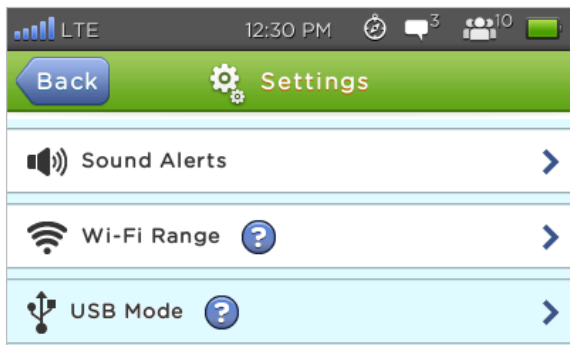 LTE 12:30 PM 3 10
Back Settings
Sound Alerts
Wi-Fi Range ?
USB Mode ?